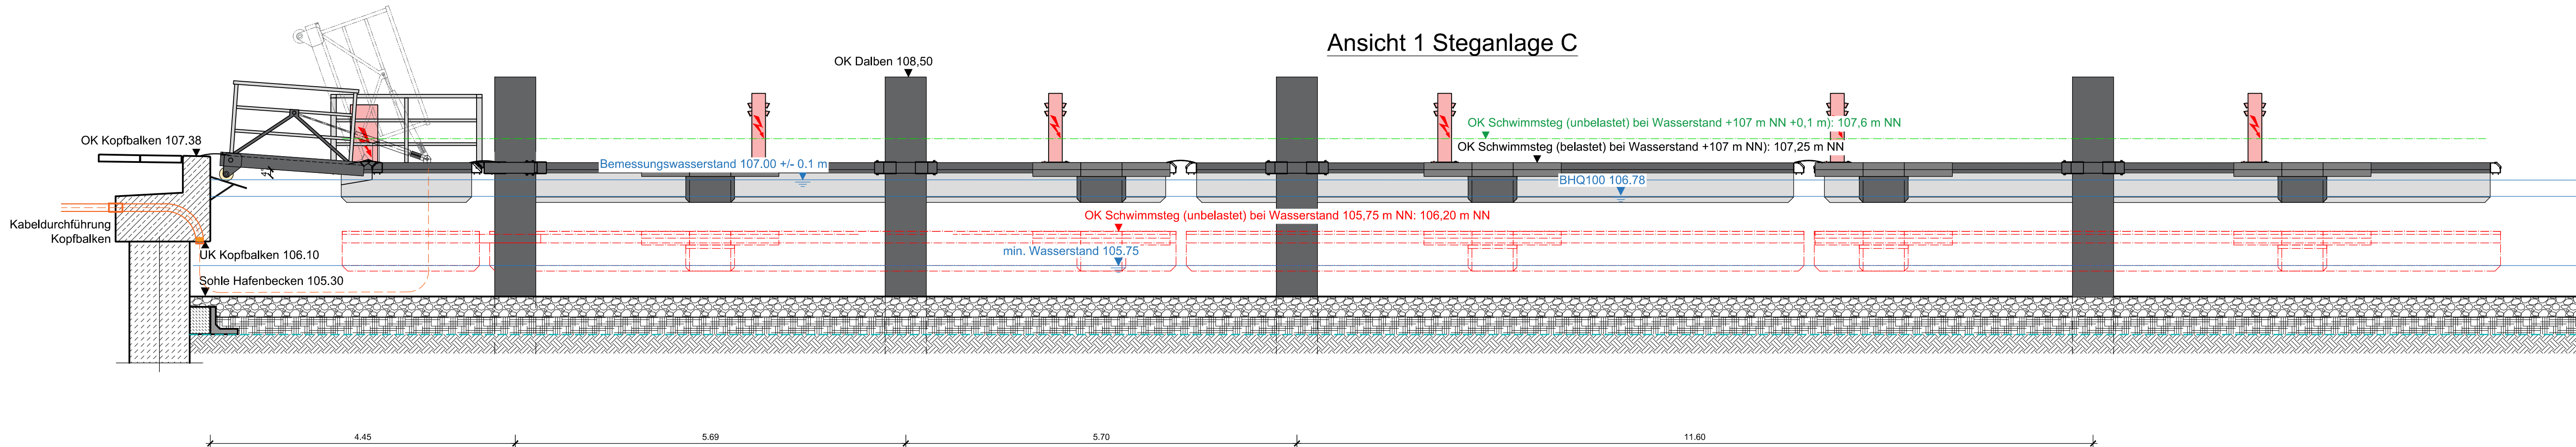 Ansicht 1 Steganlage C
OK Dalben 108,50
OK Schwimmsteg (unbelastet) bei Wasserstand +107 m NN +0,1 m): 107,6 m NN
OK Kopfbalken 107.38
OK Schwimmsteg (belastet) bei Wasserstand +107 m NN): 107,25 m NN
Bemessungswasserstand 107.00 +/- 0.1 m
BHQ100 106.78
OK Schwimmsteg (unbelastet) bei Wasserstand 105,75 m NN: 106,20 m NN
Kabeldurchführung
Kopfbalken
UK Kopfbalken 106.10
min. Wasserstand 105.75
Sohle Hafenbecken 105.30
4.45
5.69
5.70
11.60